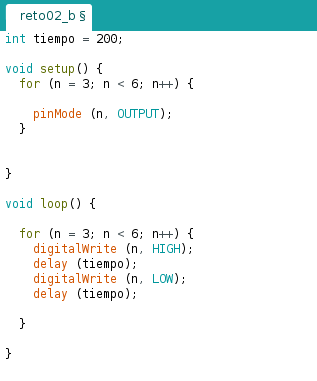 reto02_b §
int tiempo = 200;
void setup() {
for (n = 3; n < 6; n++) {
pinMode (n, OUTPUT);
}
}
void loop() {
for (n = 3; n < 6; n++) {
digitalWrite (n, HIGH);
delay (tiempo);
digitalWrite (n, LOW);
delay (tiempo);
}
}